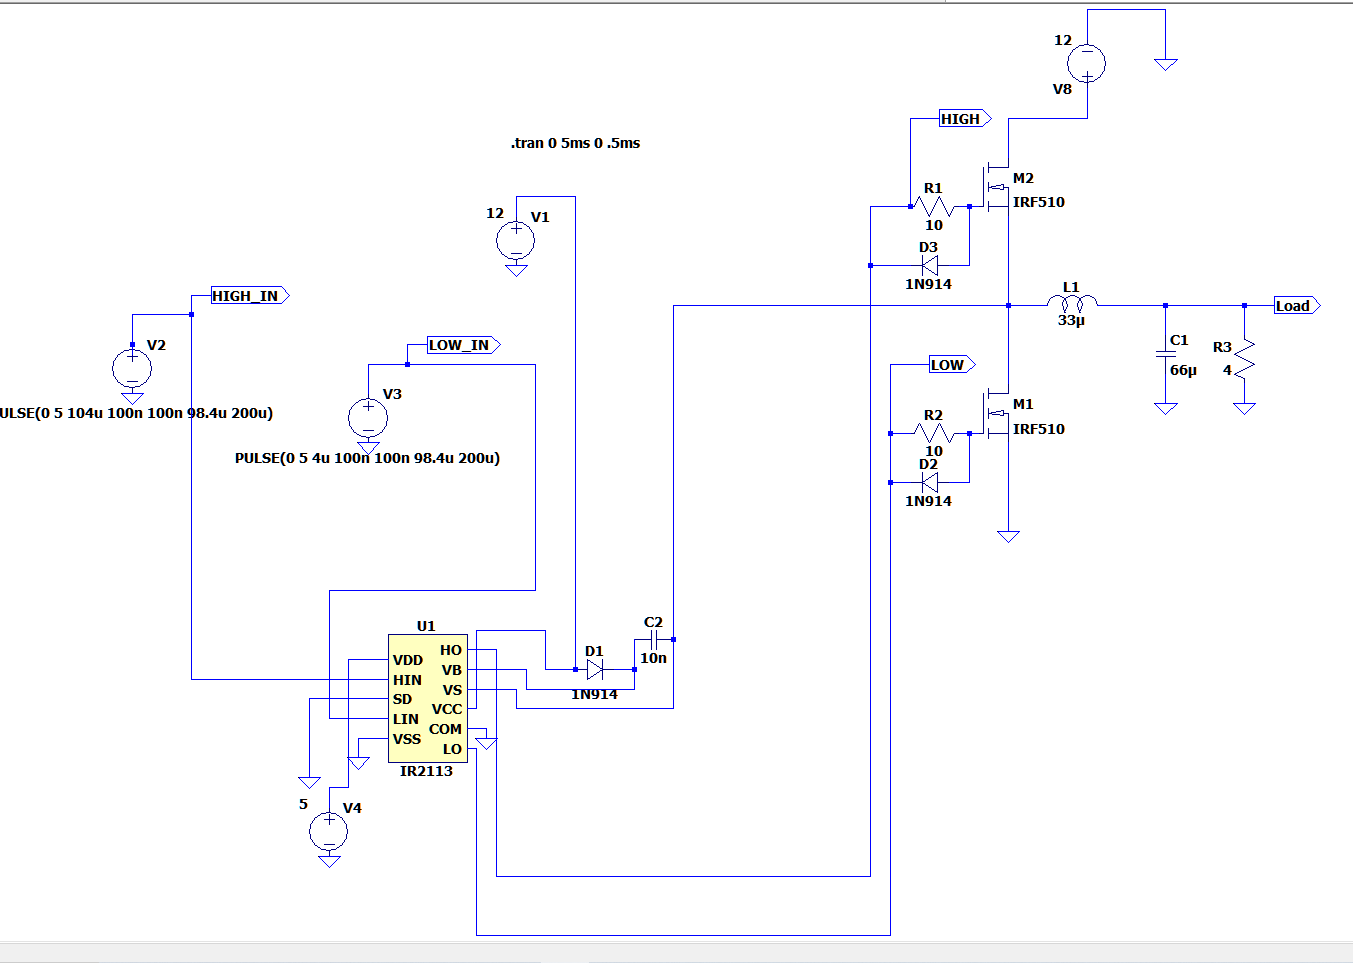 12
V8
HIGH
.tran 0 5ms 0 .5ms
M2
R1
IRF510
10
12
V1
D3
1N914
HIGH_IN
L1
Load
33µ
LOW_IN
V2
C1
R3
LOW
66µ
4
V3
M1
ULSE(0 5 104u 100n 100n 98.4u 200u)
R2
IRF510
10
PULSE(0 5 4u 100n 100n 98.4u 200u)
D2
1N914
U1
C2
HO
D1
10n
VDD
VB
HIN
VS
1N914
SD
VCC
LIN
COM
VSS
LO
IR2113
5
V4